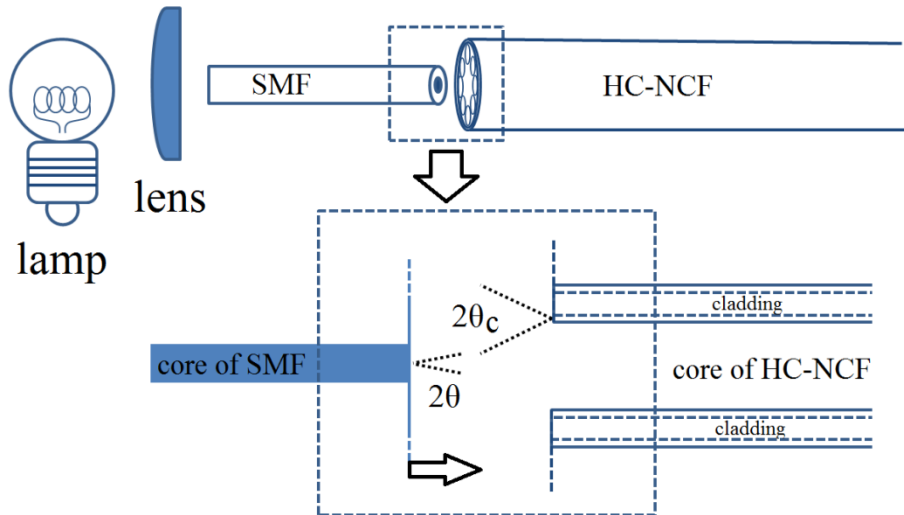 SMF
HC-NCF
lens
lamp
2θc
cladding
core of SMF
core of HC-NCF
2θ
cladding